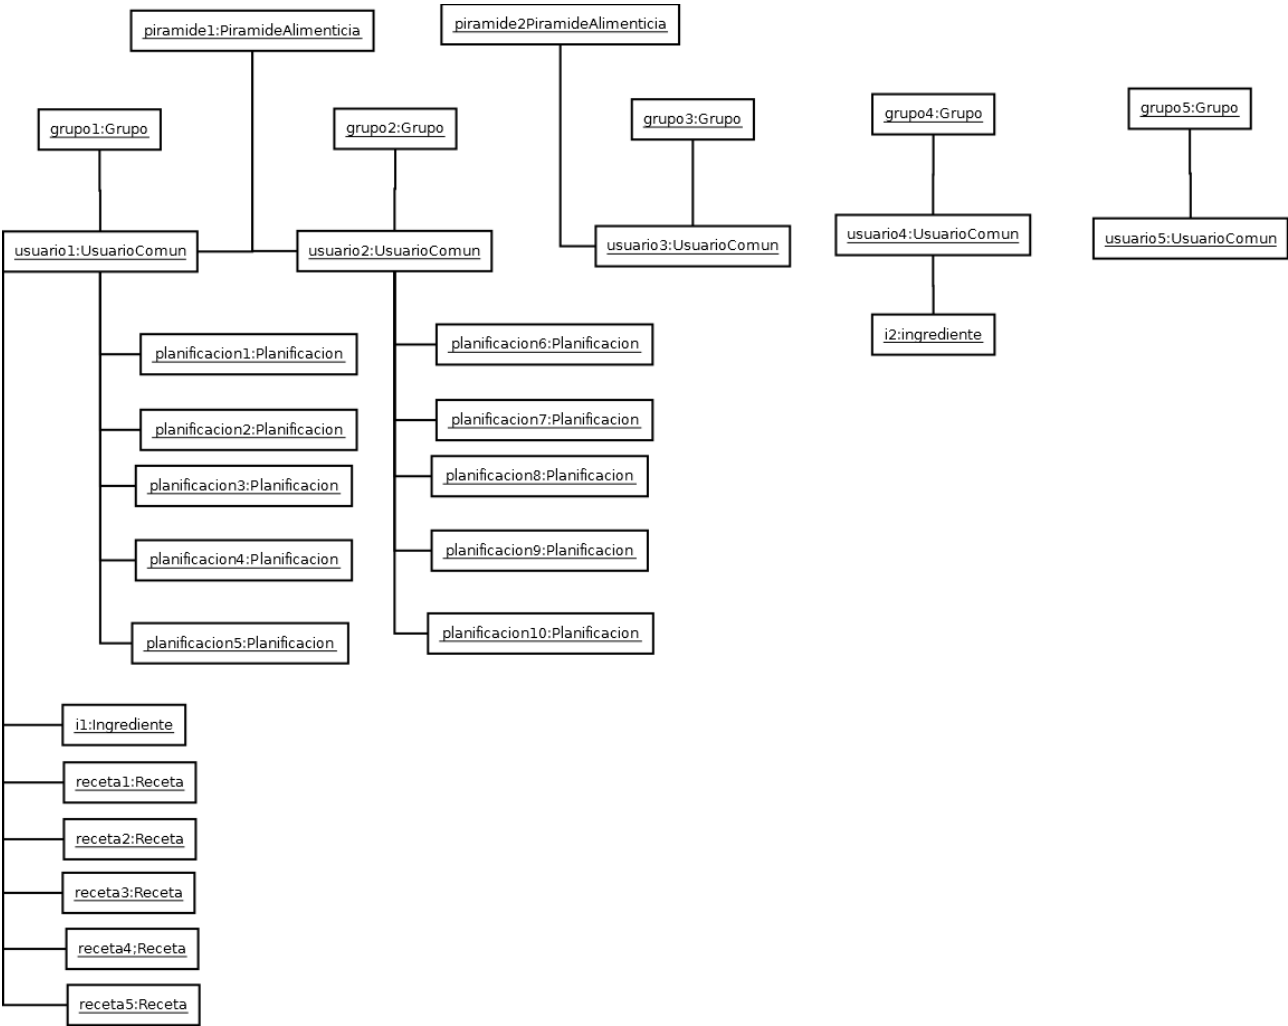 piramide1:PiramideAlimenticia
piramide2PiramideAlimenticia
grupo1:Grupo
grupo2:Grupo
grupo3:Grupo
grupo4:Grupo
grupo5:Grupo
usuario1:UsuarioComun
usuario2:UsuarioComun
usuario3:UsuarioComun
usuario4:UsuarioComun
usuario5:UsuarioComun
i2:ingrediente
planificacion1:Planificacion
planificacion2:Planificacion
planificacion3:Planificacion
planificacion4:Planificacion
planificacion5:Planificacion
planificacion6:Planificacion
planificacion7:Planificacion
planificacion8:Planificacion
planificacion9:Planificacion
planificacion10:Planificacion
i1:Ingrediente
receta1:Receta
receta2:Receta
receta3:Receta
receta4;Receta
receta5:Receta